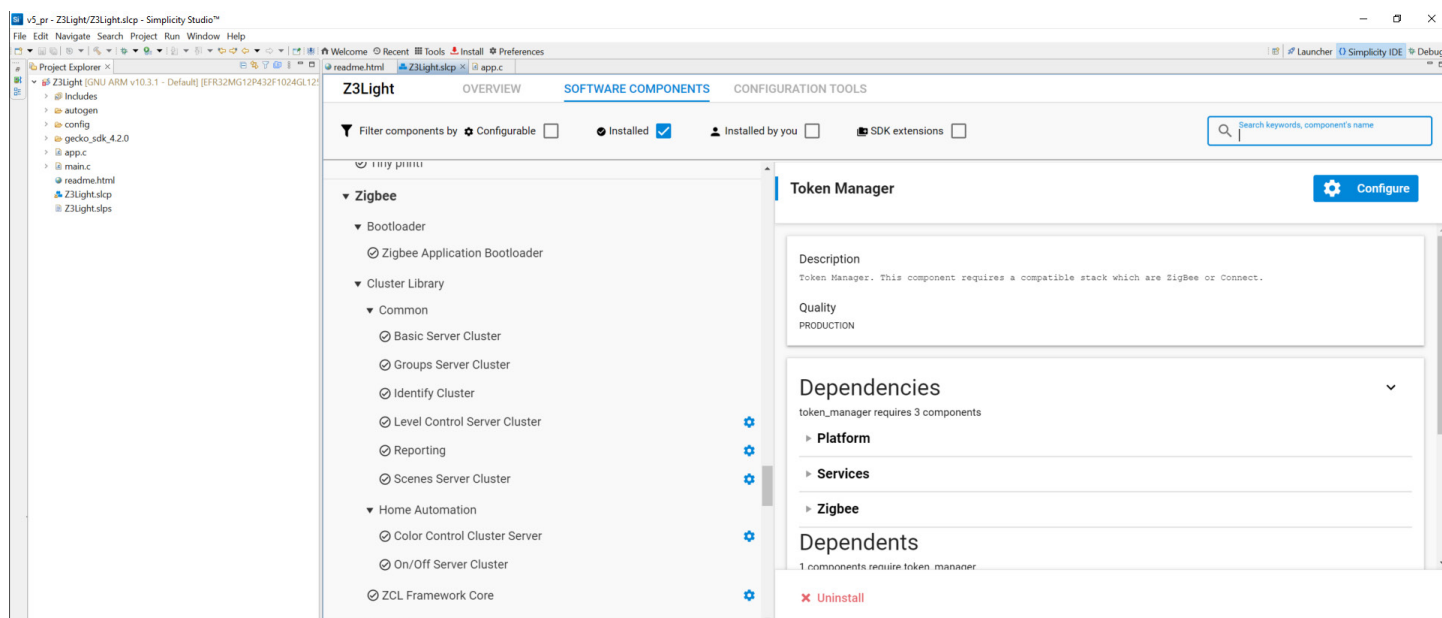 Si v5_pr - Z3Light/Z3Light.slcp - Simplicity Studio™
File Edit Navigate Search Project Run Window Help
Welcome Recent Tools Install Preferences
Launcher Simplicity IDE Debug
Project Explorer
Z3Light [GNU ARM v10.3.1 - Default] [EFR32MG12P432F1024GL125
Includes
autogen
config
gecko_sdk_4.2.0
app.c
main.c
readme.html
Z3Light.slcp
Z3Light.slps
readme.html Z3Light.slcp app.c
Z3Light OVERVIEW SOFTWARE COMPONENTS CONFIGURATION TOOLS
Filter components by Configurable Installed Installed by you SDK extensions
Search keywords, component's name
Tiny printf
Zigbee
Bootloader
Zigbee Application Bootloader
Cluster Library
Common
Basic Server Cluster
Groups Server Cluster
Identify Cluster
Level Control Server Cluster
Reporting
Scenes Server Cluster
Home Automation
Color Control Cluster Server
On/Off Server Cluster
ZCL Framework Core
Token Manager
Configure
Description
Token Manager. This component requires a compatible stack which are ZigBee or Connect.
Quality
PRODUCTION
Dependencies
token_manager requires 3 components
Platform
Services
Zigbee
Dependents
1 components require token_manager
Uninstall